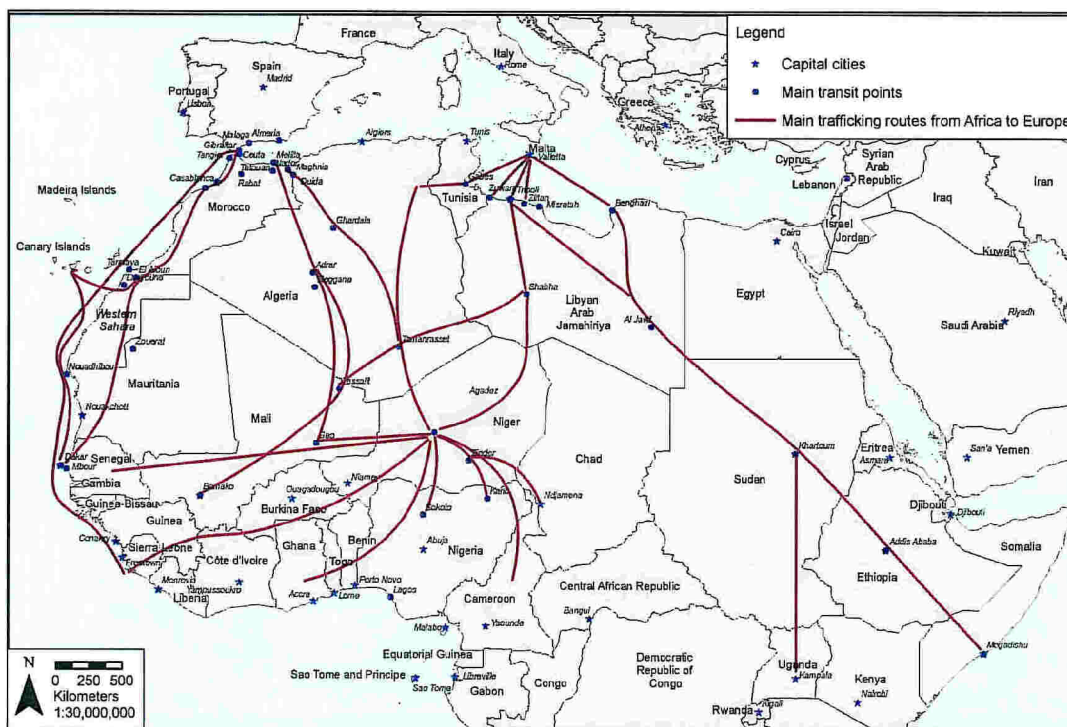 France
Italy
Rome
Spain
Madrid
Portugal
Lisbon
Greece
Athens
Legend
Capital cities
Main transit points
Main trafficking routes from Africa to Europe
Malaga
Almeria
Gibraltar
Tangier
Ceuta
Melilla
Nador
Tetouan
Rabat
Maghnia
Oujda
Casablanca
Algiers
Tunis
Malta
Valletta
Cyprus
Lebanon
Syrian
Arab
Republic
Iran
Iraq
Israel
Jordan
Kuwait
Madeira Islands
Morocco
Tunisia
Gabes
Zuwarah
Tripoli
Zlitan
Misratah
Benghazi
Ghardaia
Cairo
Canary Islands
Tarfaya
El Aioun
Western
Sahara
Adrar
Reggane
Algeria
Shabha
Libyan
Arab
Jamahiriya
Egypt
Al Jawf
Riyadh
Saudi Arabia
Zouerat
Tamanrasset
Nouadhibou
Mauritania
Nouakchott
Mali
Agadez
Niger
Gao
Chad
Sudan
Khartoum
Eritrea
Asmara
San'a
Yemen
Dakar
Mbour
Senegal
Gambia
Guinea-Bissau
Guinea
Bamako
Ouagadougou
Burkina Faso
Niamey
Zinder
Kano
Ndjamena
Sokoto
Abuja
Nigeria
Benin
Togo
Ghana
Côte d'Ivoire
Yamoussoukro
Conakry
Sierra Leone
Freetown
Monrovia
Liberia
Accra
Lome
Porto Novo
Lagos
Djibouti
Djibouti
Somalia
Addis Ababa
Ethiopia
Central African Republic
Bangui
Cameroon
Yaounde
Malabo
Equatorial Guinea
Sao Tome and Principe
Sao Tome
Libreville
Gabon
Congo
Democratic
Republic of
Congo
Uganda
Kampala
Kenya
Nairobi
Rwanda
Kigali
Mogadishu
N
0 250 500
Kilometers
1:30,000,000